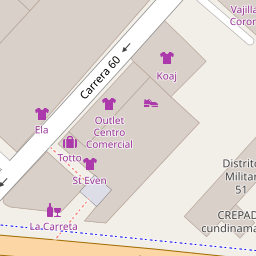 Vajilla
Coron
Koaj
Carrera 60
Outlet
Centro
Comercial
Ela
Totto
St Even
Distrito
Militar
51
La Carreta
CREPAD
cundinama